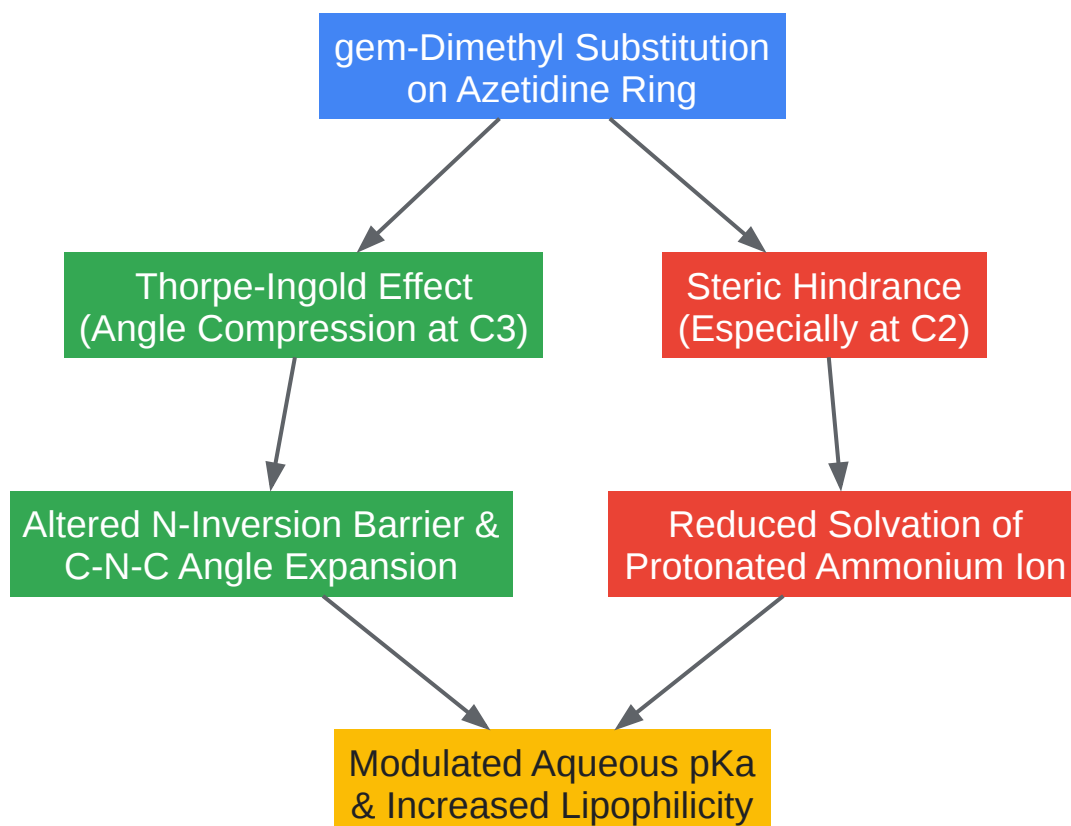 gem-Dimethyl Substitution
on Azetidine Ring
Thorpe-Ingold Effect
(Angle Compression at C3)
Steric Hindrance
(Especially at C2)
Altered N-Inversion Barrier &
C-N-C Angle Expansion
Reduced Solvation of
Protonated Ammonium Ion
Modulated Aqueous pKa
& Increased Lipophilicity